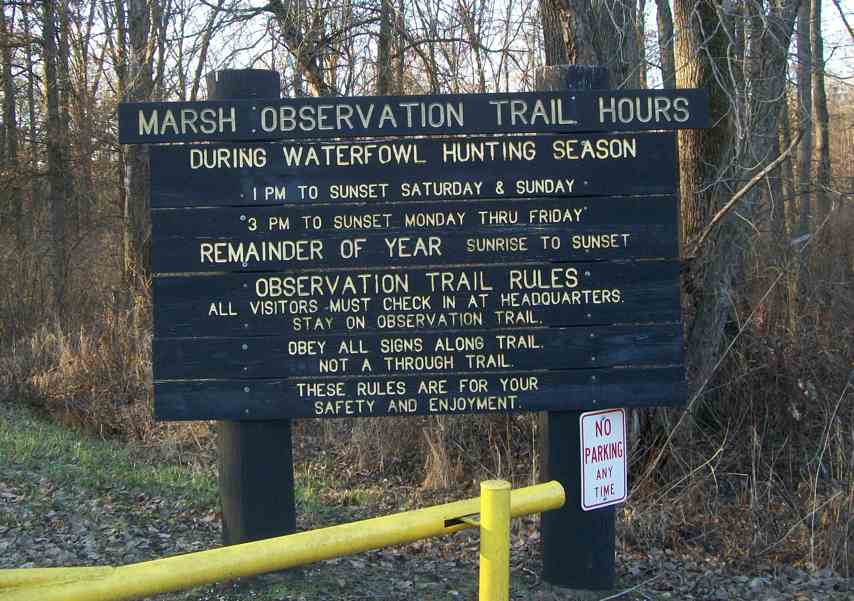 MARSH OBSERVATION TRAIL HOURS
DURING WATERFOWL HUNTING SEASON
1 PM TO SUNSET SATURDAY & SUNDAY
3 PM TO SUNSET MONDAY THRU FRIDAY
REMAINDER OF YEAR SUNRISE TO SUNSET
OBSERVATION TRAIL RULES
ALL VISITORS MUST CHECK IN AT HEADQUARTERS.
STAY ON OBSERVATION TRAIL.
OBEY ALL SIGNS ALONG TRAIL.
NOT A THROUGH TRAIL.
THESE RULES ARE FOR YOUR
SAFETY AND ENJOYMENT.
NO
PARKING
ANY
TIME